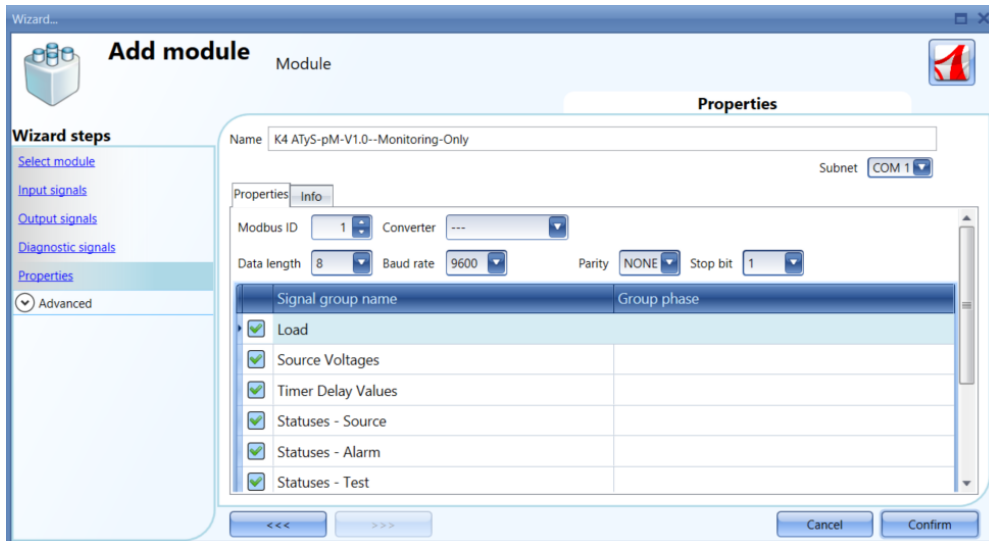 Wizard...
Add module
Module
Properties
Wizard steps
Select module
Input signals
Output signals
Diagnostic signals
Properties
Advanced
Name K4 ATyS-pM-V1.0--Monitoring-Only
Subnet COM 1
Properties Info
Modbus ID 1 Converter ---
Data length 8 Baud rate 9600 Parity NONE Stop bit 1
Signal group name Group phase
Load
Source Voltages
Timer Delay Values
Statuses - Source
Statuses - Alarm
Statuses - Test
<<< >>> Cancel Confirm